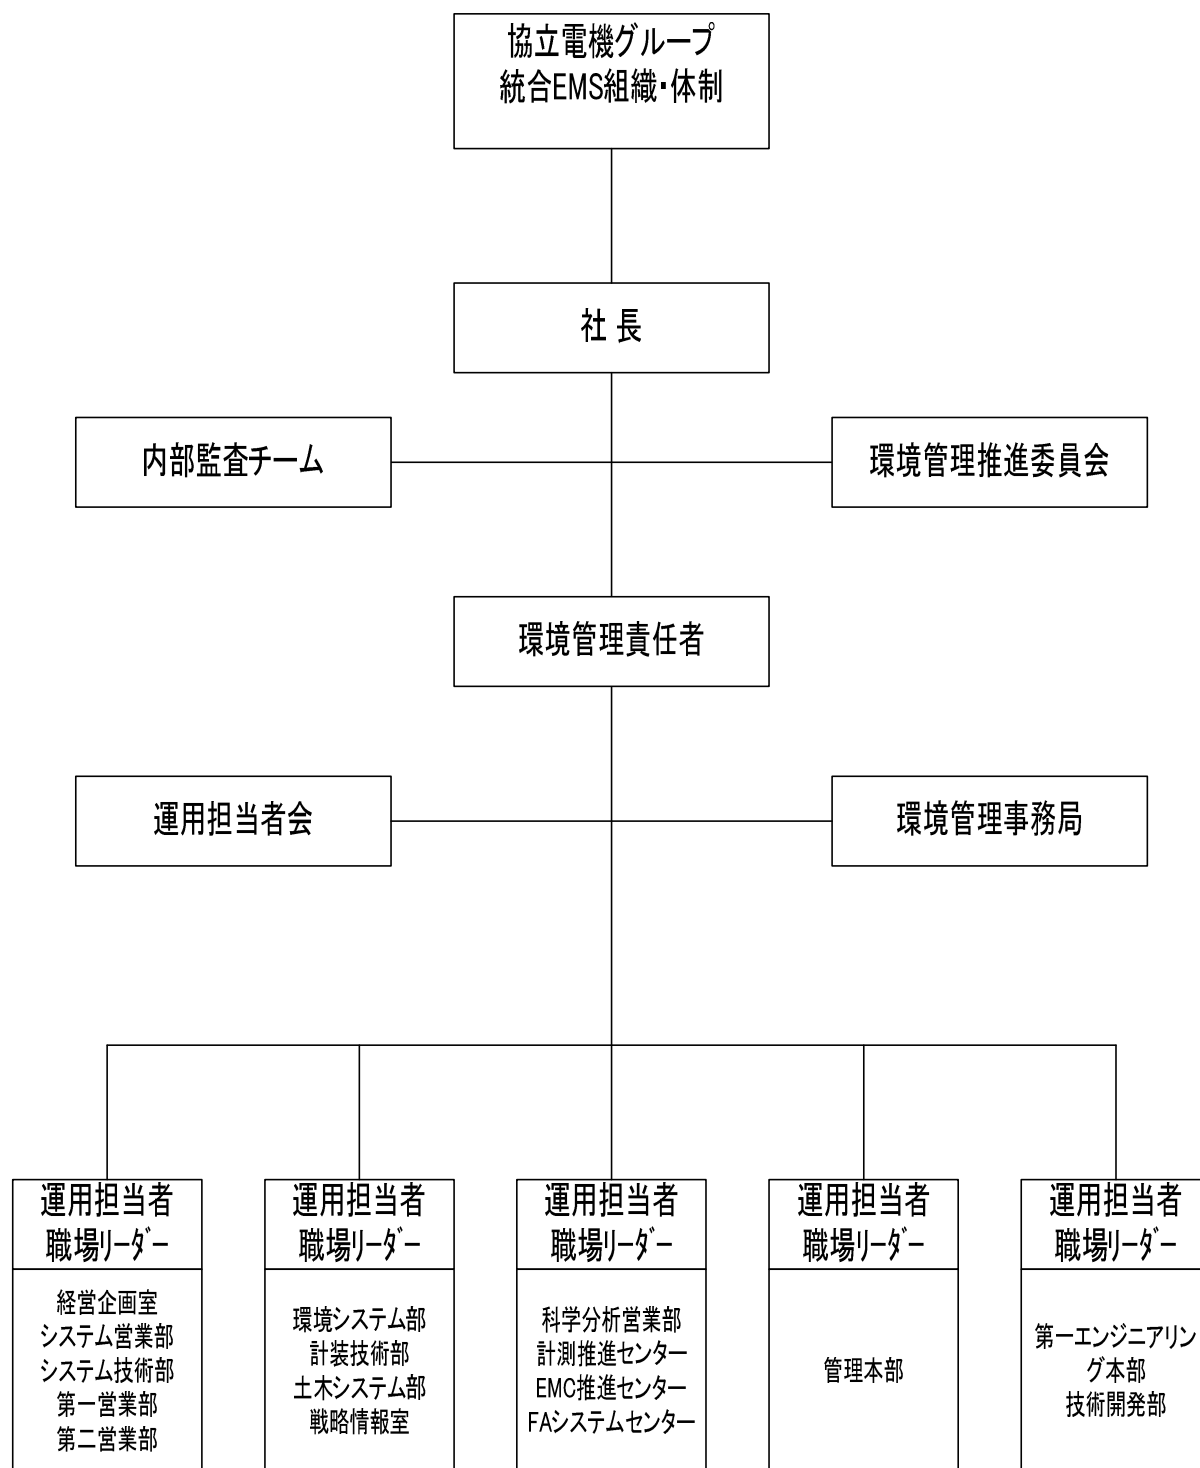 協立電機グループ
統合EMS組織・体制
社 長
内部監査チーム
環境管理推進委員会
環境管理責任者
運用担当者会
環境管理事務局
運用担当者
職場リーダー
経営企画室
システム営業部
システム技術部
第一営業部
第二営業部
運用担当者
職場リーダー
環境システム部
計装技術部
土木システム部
戦略情報室
運用担当者
職場リーダー
科学分析営業部
計測推進センター
EMC推進センター
FAシステムセンター
運用担当者
職場リーダー
管理本部
運用担当者
職場リーダー
第一エンジニアリン
グ本部
技術開発部